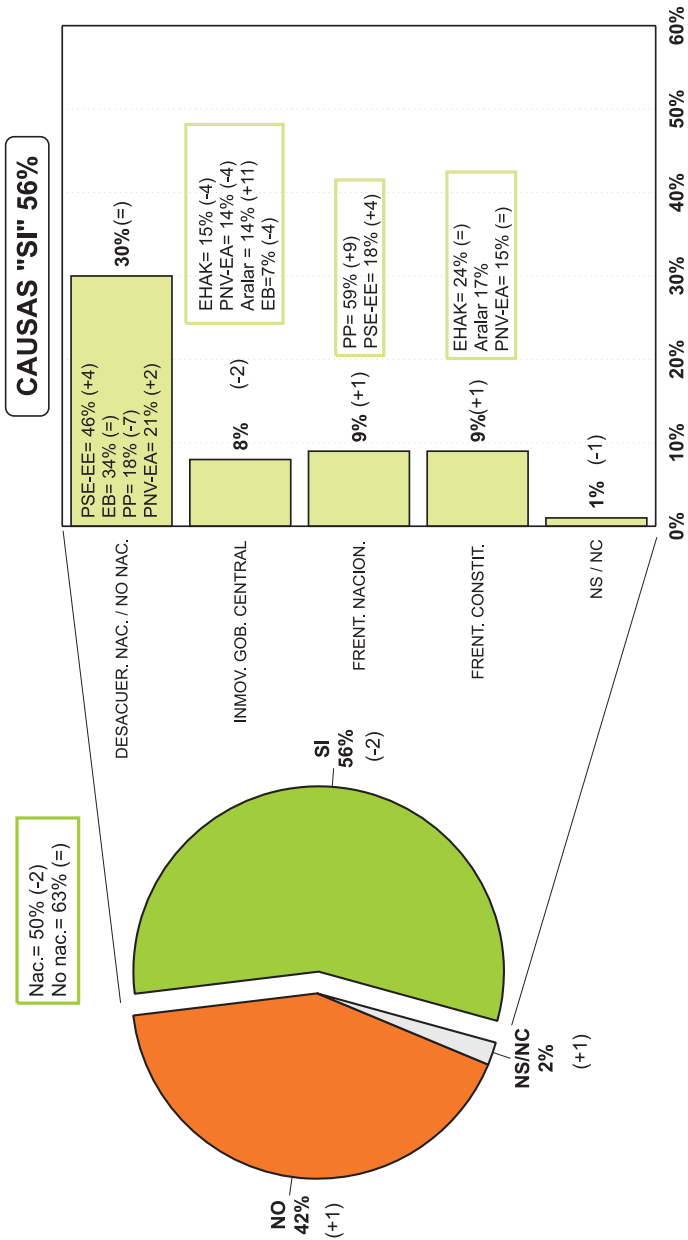 Nac.= 50% (-2)
No nac.= 63% (=)
SI
56%
(-2)
NO
42%
(+1)
NS/NC
2%
(+1)
CAUSAS "SI" 56%
DESACUER. NAC. / NO NAC.
PSE-EE= 46% (+4)
EB= 34% (=)
PP= 18% (-7)
PNV-EA= 21% (+2)
30% (=)
INMOV. GOB. CENTRAL
8% (-2)
EHAK= 15% (-4)
PNV-EA= 14% (-4)
Aralar = 14% (+11)
EB=7% (-4)
FRENT. NACION.
9% (+1)
PP= 59% (+9)
PSE-EE= 18% (+4)
FRENT. CONSTIT.
9%(+1)
EHAK= 24% (=)
Aralar 17%
PNV-EA= 15% (=)
NS / NC
1% (-1)
0% 10% 20% 30% 40% 50% 60%